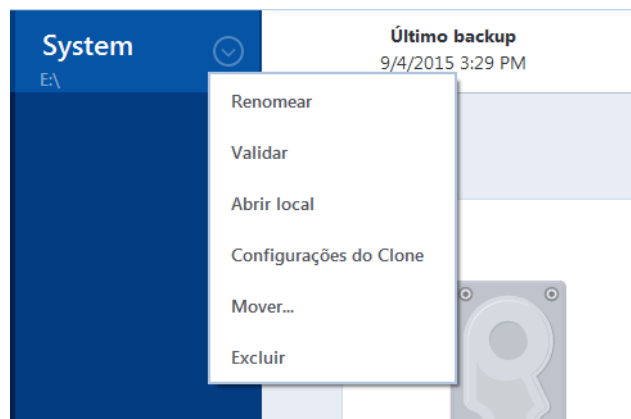 System
E:\
Último backup
9/4/2015 3:29 PM
Renomear
Validar
Abrir local
Configurações do Clone
Mover...
Excluir